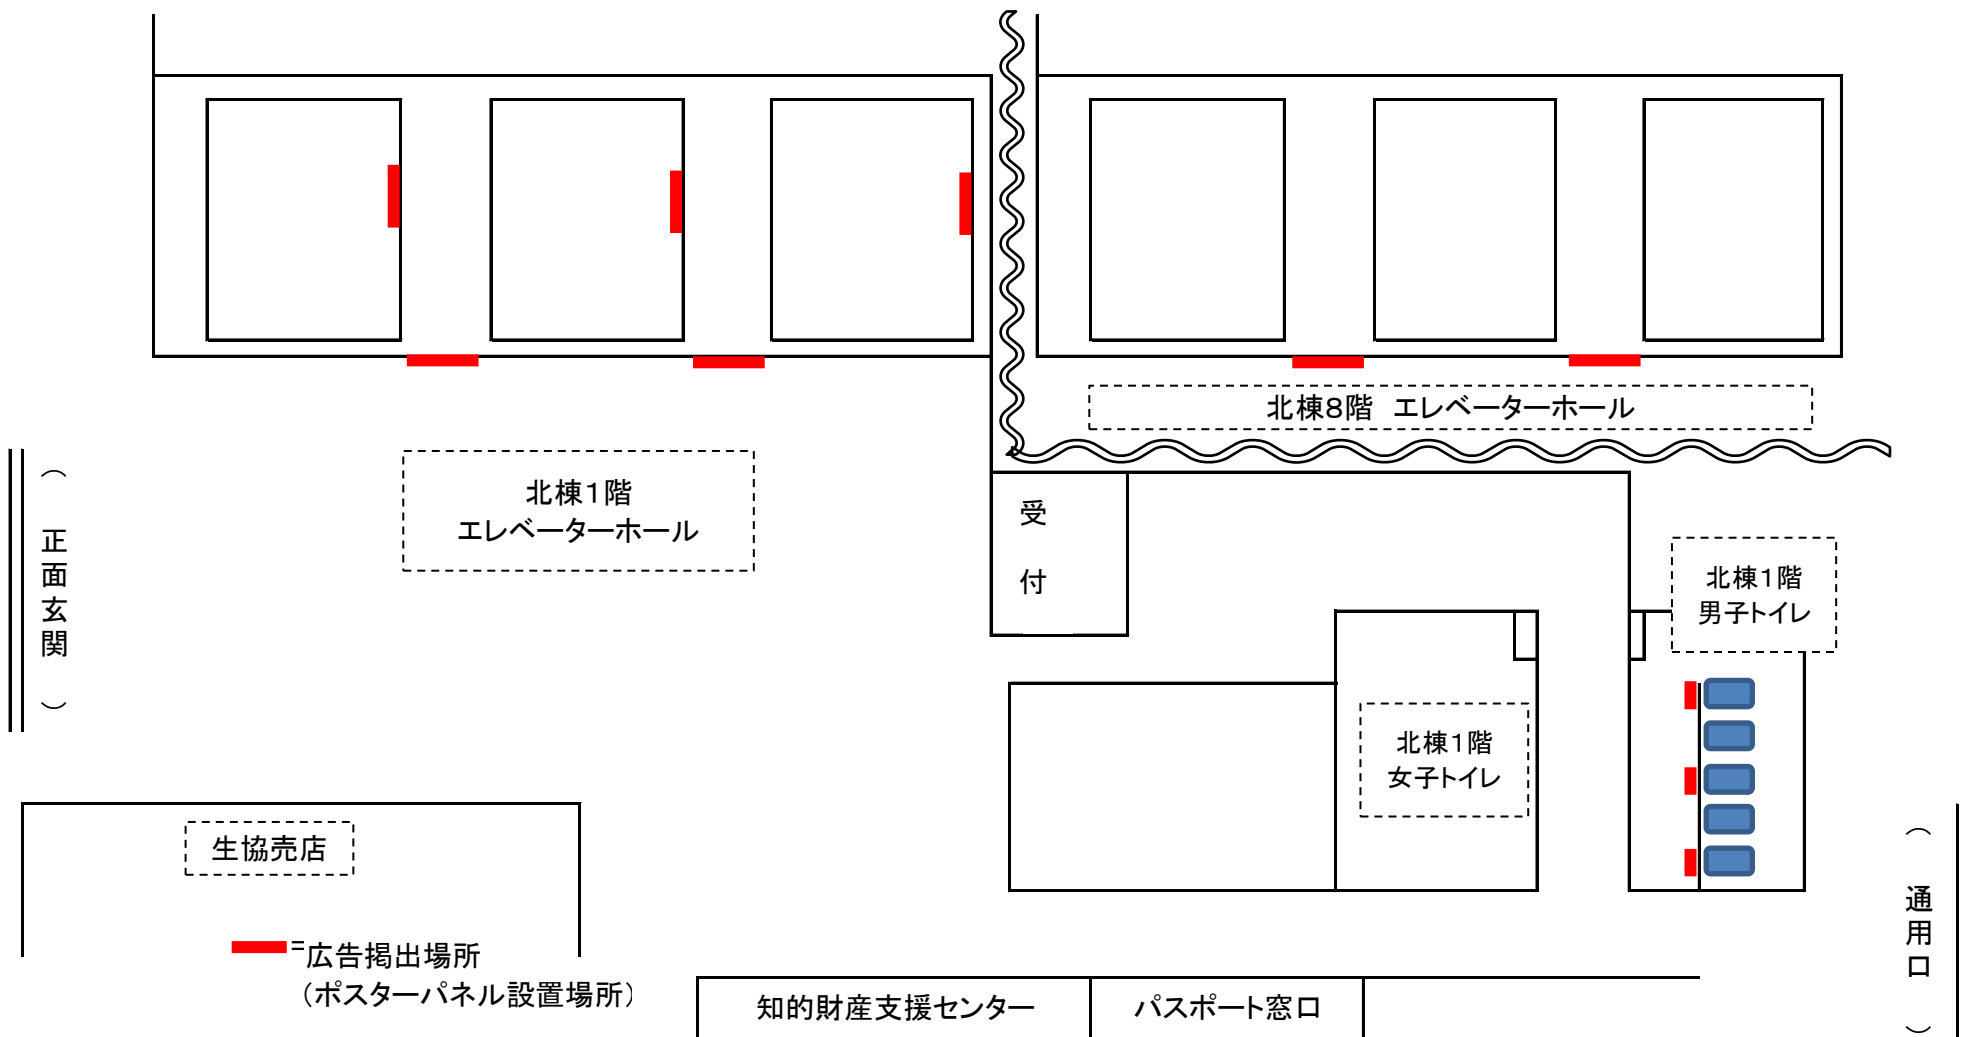 北棟8階 エレベーターホール
北棟1階
エレベーターホール
(正面玄関)
受付
北棟1階
男子トイレ
北棟1階
女子トイレ
生協売店
(通用口)
=広告掲出場所
(ポスターパネル設置場所)
知的財産支援センター
パスポート窓口